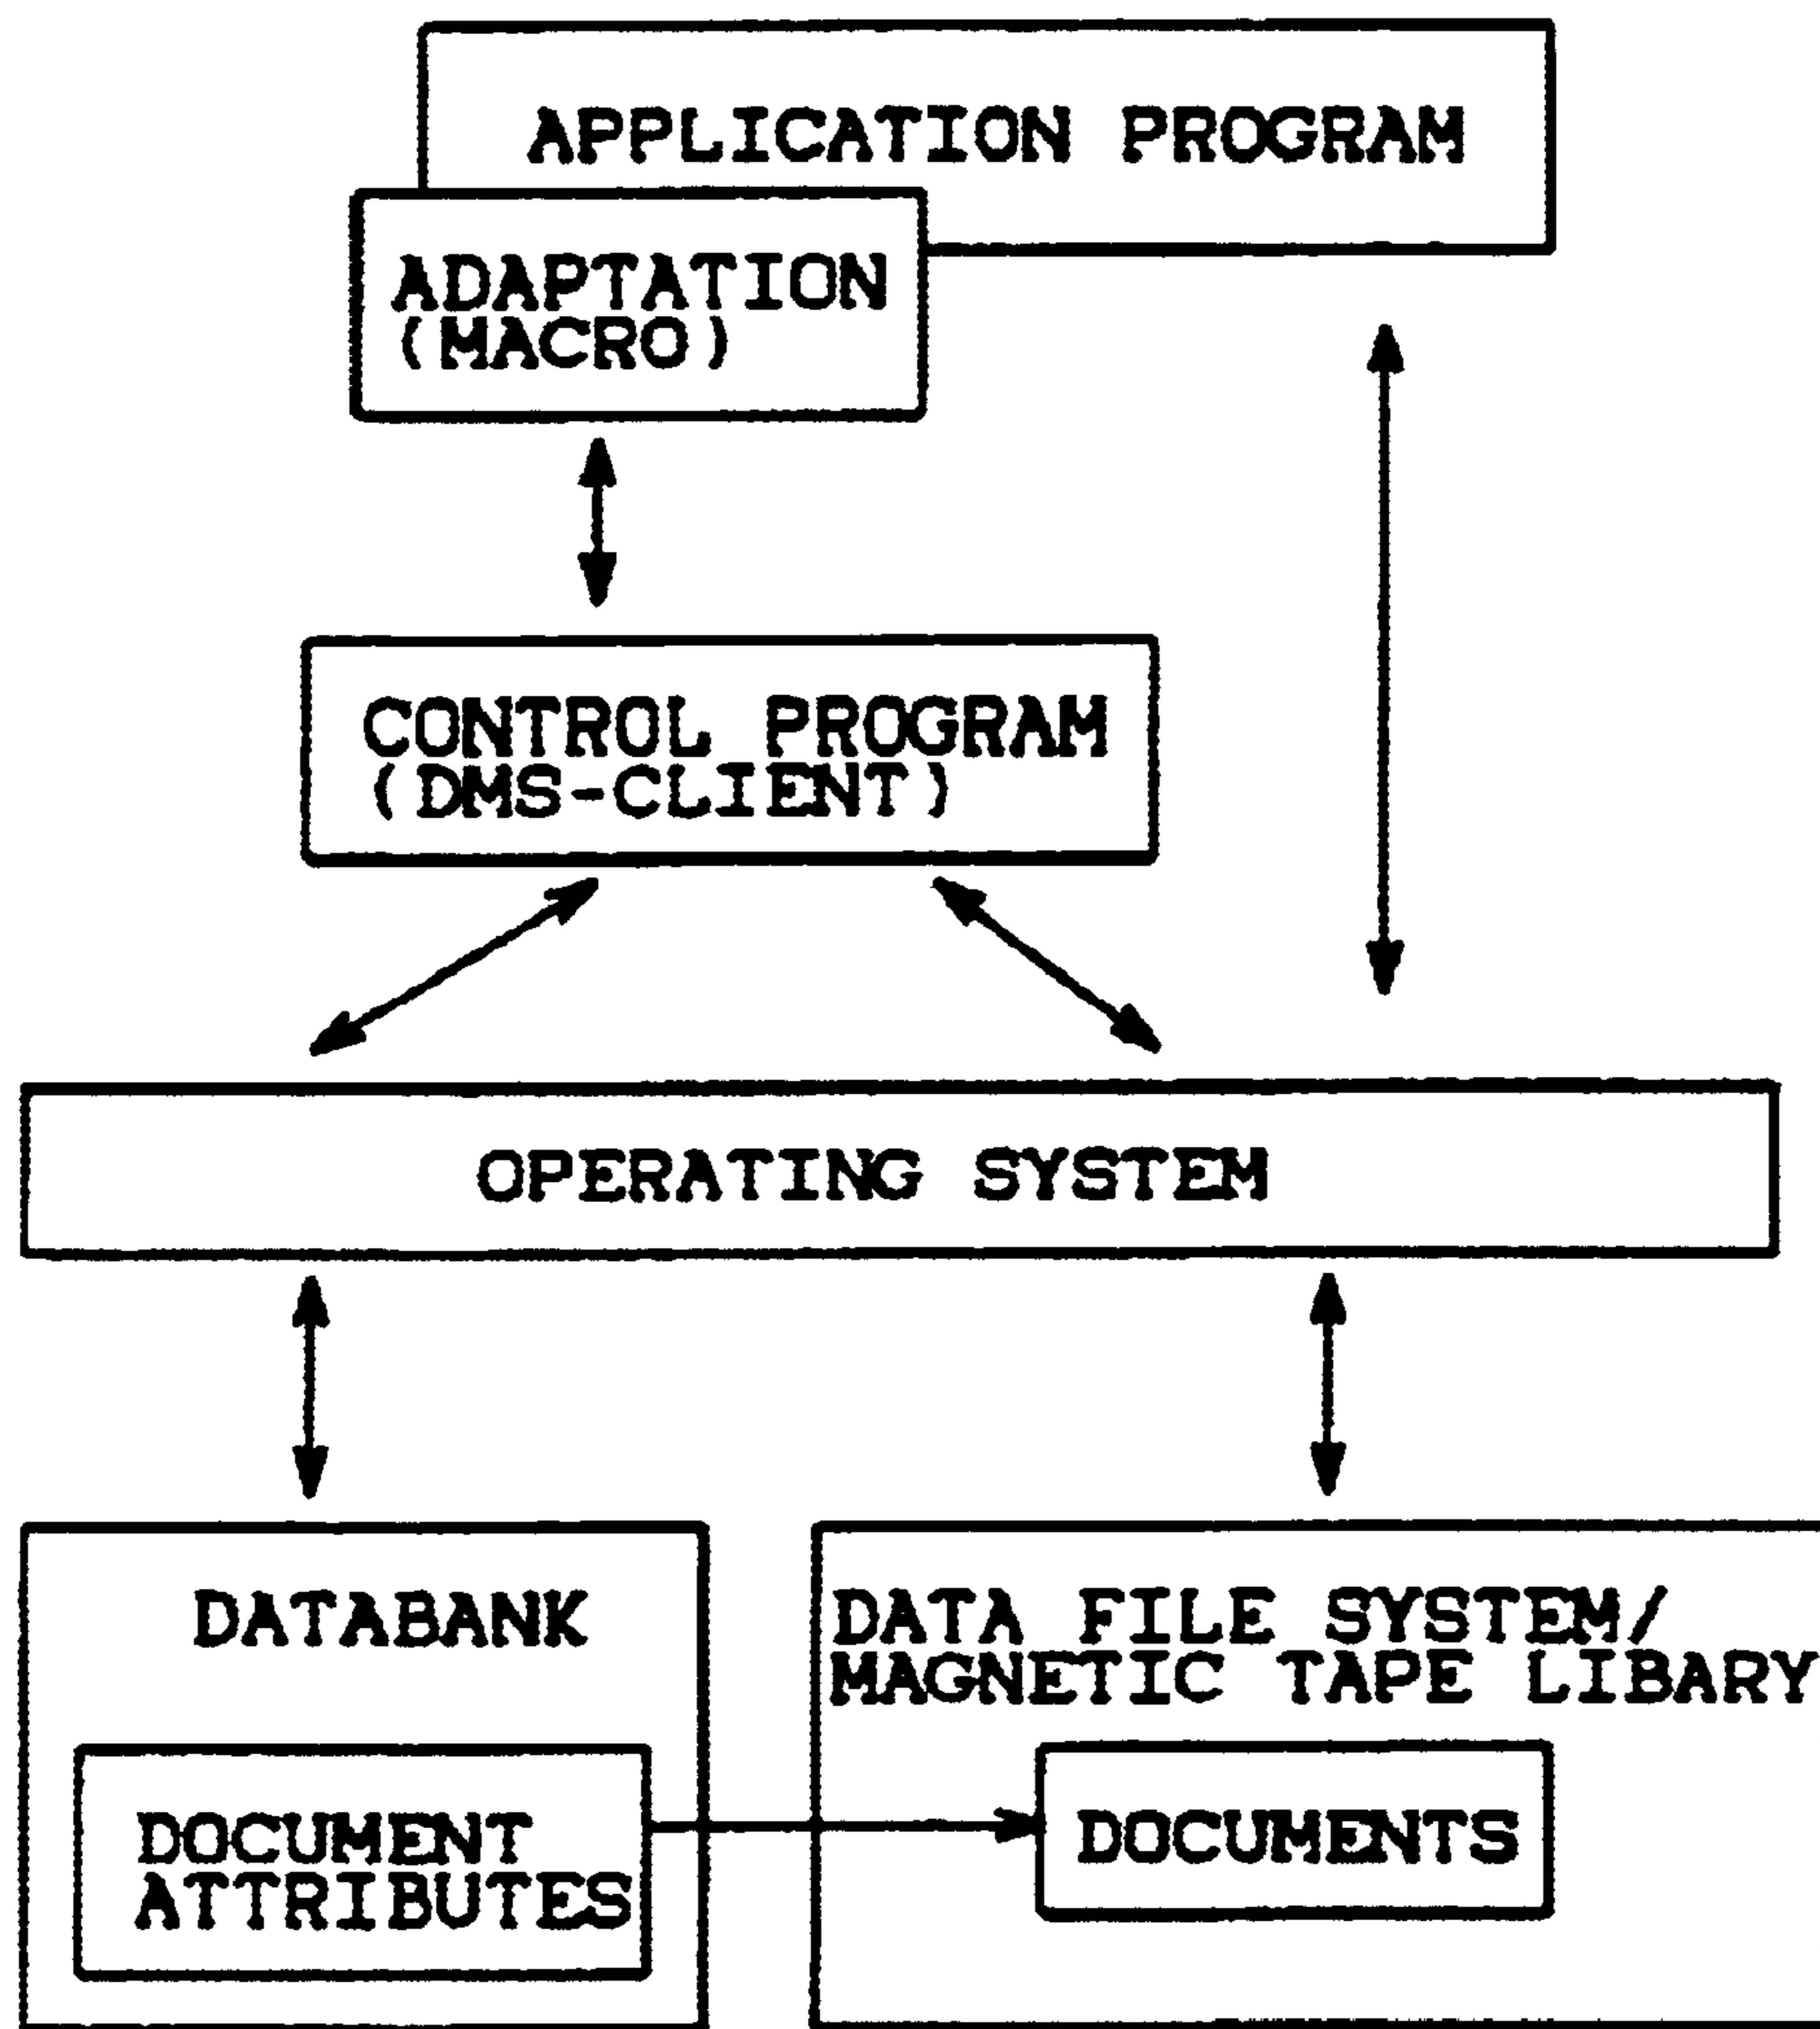 APPLICATION PROGRAM
ADAPTATION
(MACRO)
CONTROL PROGRAM
(DMS-CLIENT)
OPERATING SYSTEM
DATABANK
DOCUMENT
ATTRIBUTES
DATA FILE SYSTEM/
MAGNETIC TAPE LIBARY
DOCUMENTS